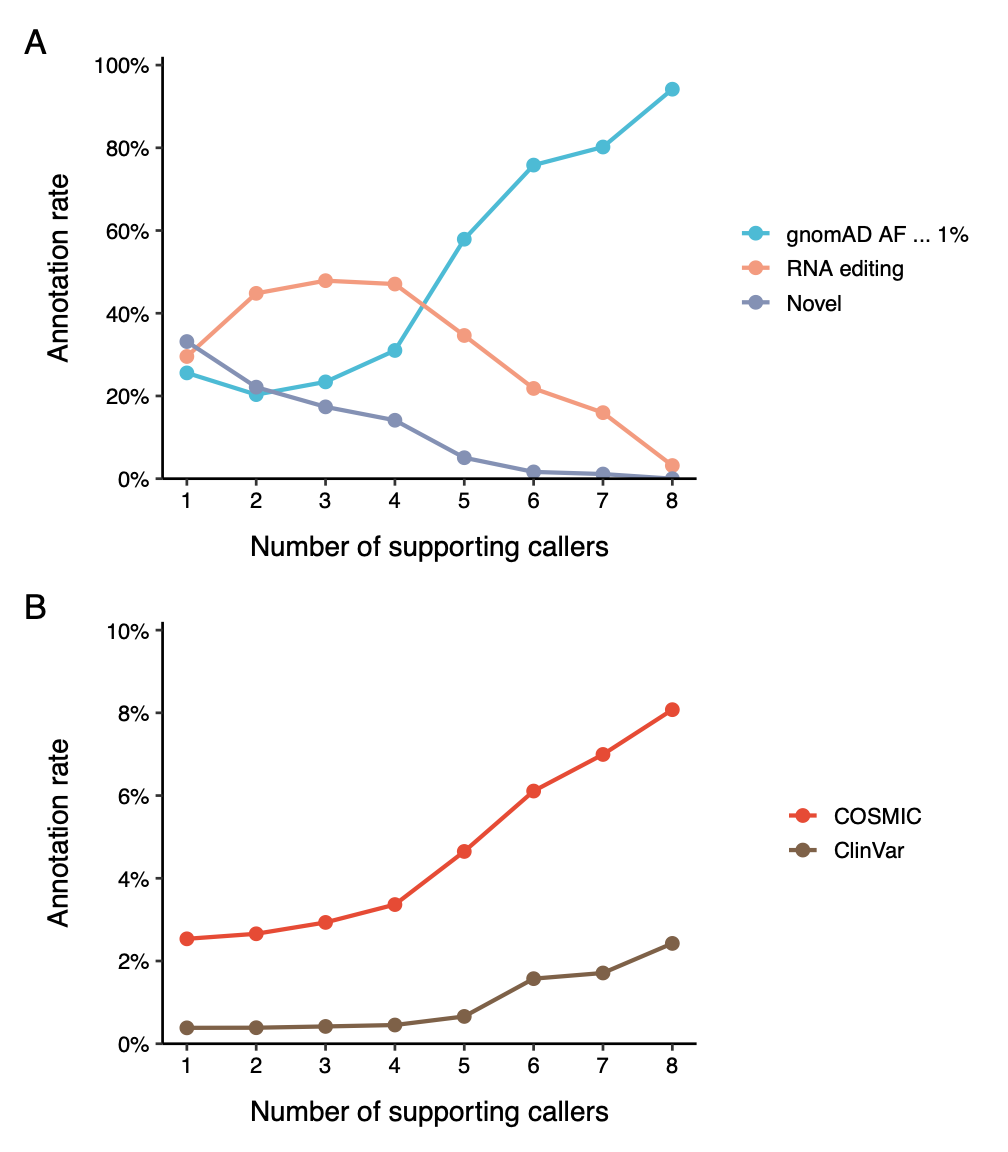 A
100%
80%
60%
40%
20%
0%
Annotation rate
1 2 3 4 5 6 7 8
Number of supporting callers
gnomAD AF ... 1%
RNA editing
Novel
B
10%
8%
6%
4%
2%
0%
Annotation rate
1 2 3 4 5 6 7 8
Number of supporting callers
COSMIC
ClinVar